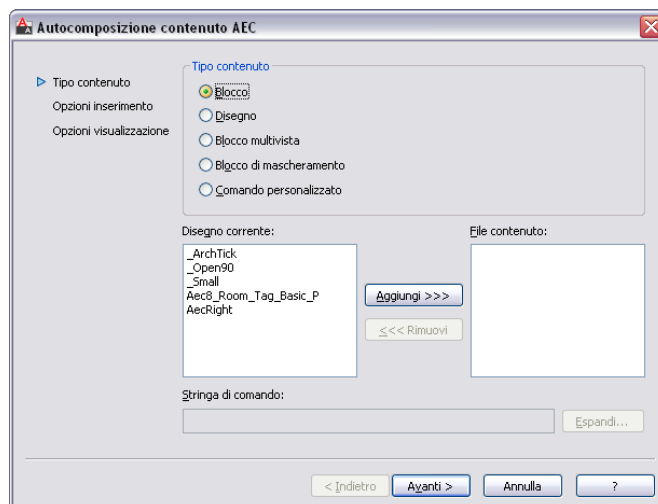 Autocomposizione contenuto AEC
Tipo contenuto
Opzioni inserimento
Opzioni visualizzazione
Tipo contenuto
Blocco
Disegno
Blocco multivista
Blocco di mascheramento
Comando personalizzato
Disegno corrente:
File contenuto:
_ArchTick
_Open90
_Small
Aec8_Room_Tag_Basic_P
AecRight
Aggiungi >>>
<<< Rimuovi
Stringa di comando:
Espandi...
< Indietro
Avanti >
Annulla
?